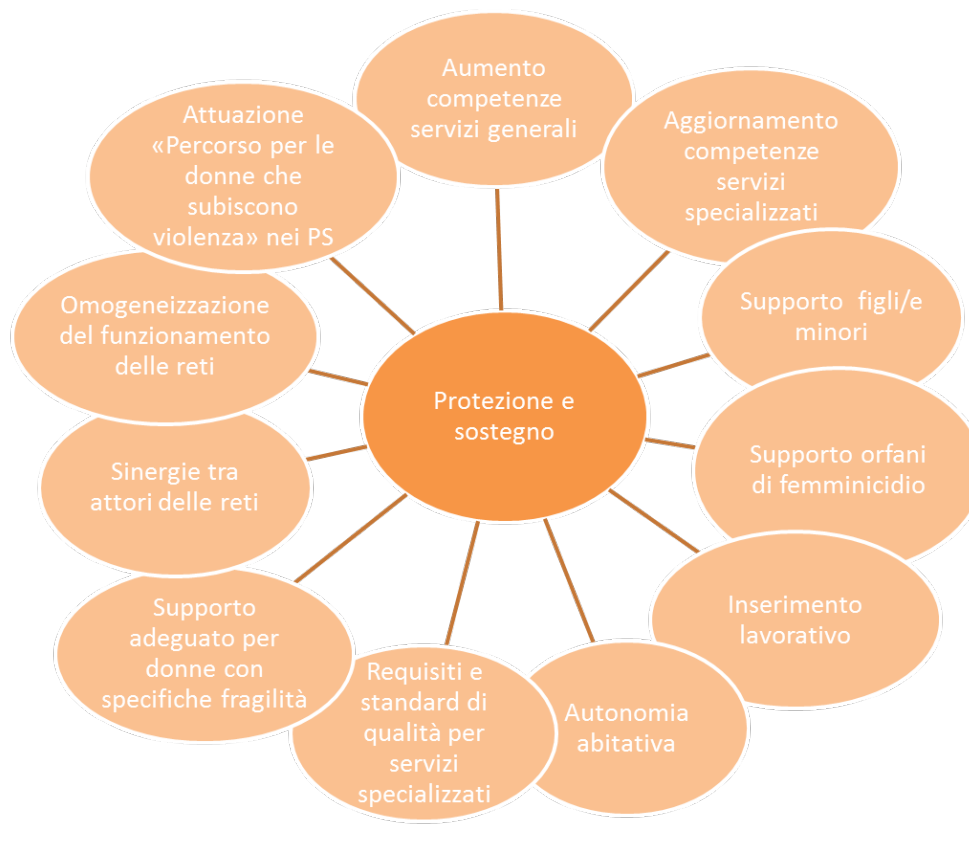 Aumento
competenze
servizi generali
Aggiornamento
competenze
servizi
specializzati
Supporto figli/e
minori
Supporto orfani
di femminicidio
Inserimento
lavorativo
Autonomia
abitativa
Requisiti e
standard di
qualità per
servizi
specializzati
Supporto
adeguato per
donne con
specifiche fragilità
Sinergie tra
attori delle reti
Omogeneizzazione
del funzionamento
delle reti
Attuazione
«Percorso per le
donne che
subiscono
violenza» nei PS
Protezione e
sostegno